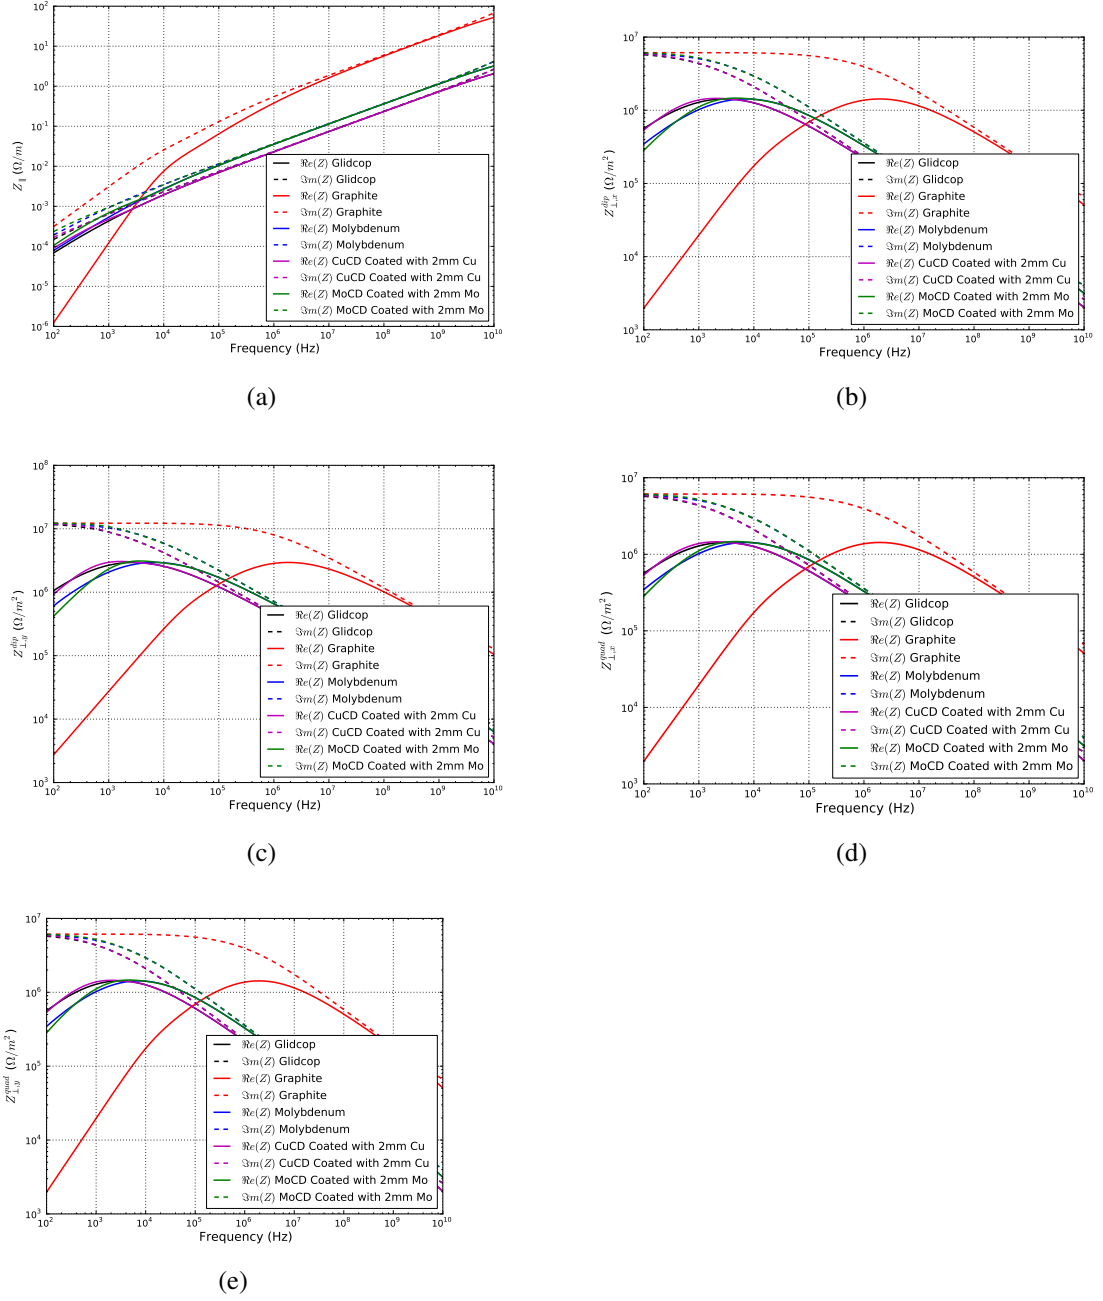 10²
10¹
10⁰
10⁻¹
10⁻²
10⁻³
10⁻⁴
10⁻⁵
10⁻⁶
Z∥ (Ω/m)
ℜe(Z) Glidcop
ℑm(Z) Glidcop
ℜe(Z) Graphite
ℑm(Z) Graphite
ℜe(Z) Molybdenum
ℑm(Z) Molybdenum
ℜe(Z) CuCD Coated with 2mm Cu
ℑm(Z) CuCD Coated with 2mm Cu
ℜe(Z) MoCD Coated with 2mm Mo
ℑm(Z) MoCD Coated with 2mm Mo
10² 10³ 10⁴ 10⁵ 10⁶ 10⁷ 10⁸ 10⁹ 10¹⁰
Frequency (Hz)
(a)
10⁷
10⁶
10⁵
10⁴
10³
Z⊥,x^dip (Ω/m²)
ℜe(Z) Glidcop
ℑm(Z) Glidcop
ℜe(Z) Graphite
ℑm(Z) Graphite
ℜe(Z) Molybdenum
ℑm(Z) Molybdenum
ℜe(Z) CuCD Coated with 2mm Cu
ℑm(Z) CuCD Coated with 2mm Cu
ℜe(Z) MoCD Coated with 2mm Mo
ℑm(Z) MoCD Coated with 2mm Mo
10² 10³ 10⁴ 10⁵ 10⁶ 10⁷ 10⁸ 10⁹ 10¹⁰
Frequency (Hz)
(b)
10⁸
10⁷
10⁶
10⁵
10⁴
10³
Z⊥,y^dip (Ω/m²)
ℜe(Z) Glidcop
ℑm(Z) Glidcop
ℜe(Z) Graphite
ℑm(Z) Graphite
ℜe(Z) Molybdenum
ℑm(Z) Molybdenum
ℜe(Z) CuCD Coated with 2mm Cu
ℑm(Z) CuCD Coated with 2mm Cu
ℜe(Z) MoCD Coated with 2mm Mo
ℑm(Z) MoCD Coated with 2mm Mo
10² 10³ 10⁴ 10⁵ 10⁶ 10⁷ 10⁸ 10⁹ 10¹⁰
Frequency (Hz)
(c)
10⁷
10⁶
10⁵
10⁴
10³
Z⊥,x^quad (Ω/m²)
ℜe(Z) Glidcop
ℑm(Z) Glidcop
ℜe(Z) Graphite
ℑm(Z) Graphite
ℜe(Z) Molybdenum
ℑm(Z) Molybdenum
ℜe(Z) CuCD Coated with 2mm Cu
ℑm(Z) CuCD Coated with 2mm Cu
ℜe(Z) MoCD Coated with 2mm Mo
ℑm(Z) MoCD Coated with 2mm Mo
10² 10³ 10⁴ 10⁵ 10⁶ 10⁷ 10⁸ 10⁹ 10¹⁰
Frequency (Hz)
(d)
10⁷
10⁶
10⁵
10⁴
10³
Z⊥,y^quad (Ω/m²)
ℜe(Z) Glidcop
ℑm(Z) Glidcop
ℜe(Z) Graphite
ℑm(Z) Graphite
ℜe(Z) Molybdenum
ℑm(Z) Molybdenum
ℜe(Z) CuCD Coated with 2mm Cu
ℑm(Z) CuCD Coated with 2mm Cu
ℜe(Z) MoCD Coated with 2mm Mo
ℑm(Z) MoCD Coated with 2mm Mo
10² 10³ 10⁴ 10⁵ 10⁶ 10⁷ 10⁸ 10⁹ 10¹⁰
Frequency (Hz)
(e)